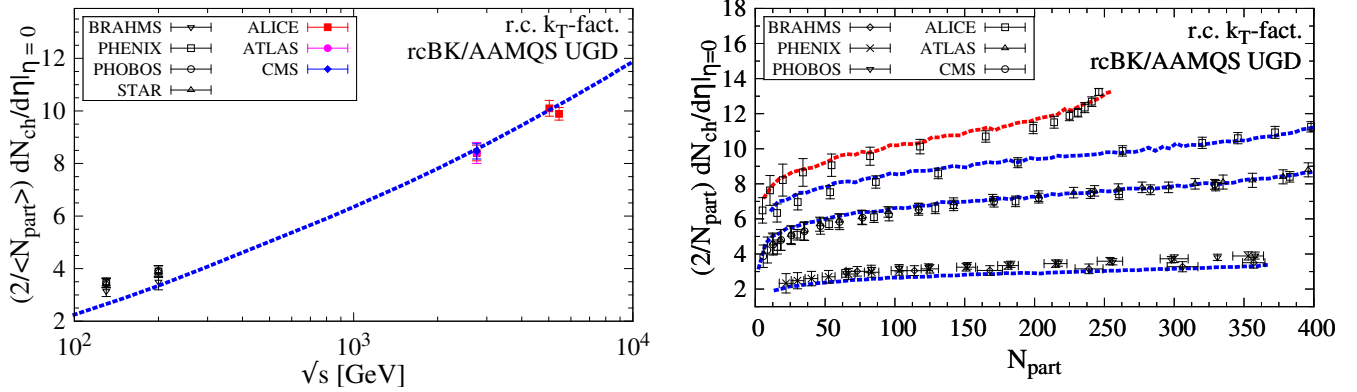 (2/<N_part>) dN_ch/dη|η = 0
12
10
8
6
4
2
BRAHMS
PHENIX
PHOBOS
STAR
ALICE
ATLAS
CMS
r.c. k_T-fact.
rcBK/AAMQS UGD
10^2
10^3
10^4
√s [GeV]
(2/N_part) dN_ch/dη|η=0
18
16
14
12
10
8
6
4
2
BRAHMS
PHENIX
PHOBOS
ALICE
ATLAS
CMS
r.c. k_T-fact.
rcBK/AAMQS UGD
0 50 100 150 200 250 300 350 400
N_part